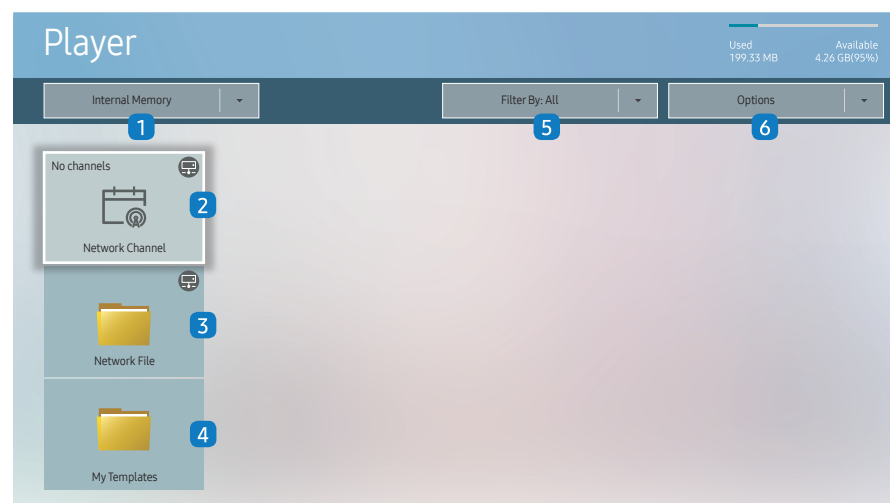 Player
Used Available
199.33 MB 4.26 GB(95%)
Internal Memory Filter By: All Options
1 5 6
No channels
2
Network Channel
3
Network File
4
My Templates